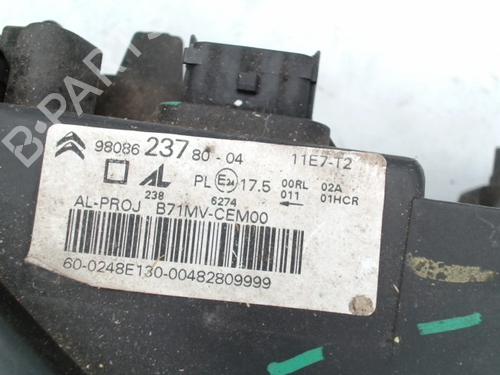 98086 237 80 - 04 11E7-T2
AL PL E24 17.5 00RL 02A
238 6274 011 01HCR
AL-PROJ B71MV-CEM00
60-0248E130-00482809999
B-PARTS